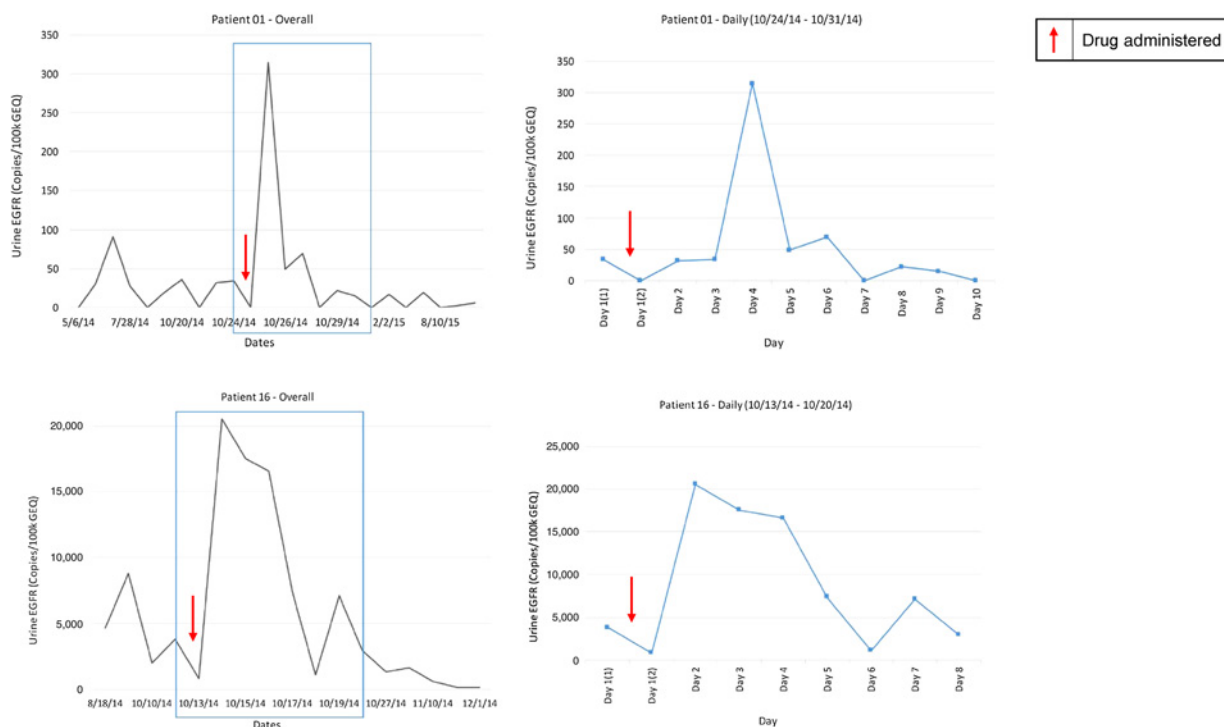 Patient 01 - Overall
Urine EGFR (Copies/100k GEQ)
350
300
250
200
150
100
50
0
5/6/14 7/28/14 10/20/14 10/24/14 10/26/14 10/29/14 2/2/15 8/10/15
Dates
Patient 01 - Daily (10/24/14 - 10/31/14)
Urine EGFR (Copies/100k GEQ)
350
300
250
200
150
100
50
0
Day 1(1) Day 1(2) Day 2 Day 3 Day 4 Day 5 Day 6 Day 7 Day 8 Day 9 Day 10
Day
Drug administered
Patient 16 - Overall
Urine EGFR (Copies/100k GEQ)
20,000
15,000
10,000
5,000
0
8/18/14 10/10/14 10/13/14 10/15/14 10/17/14 10/19/14 10/27/14 11/10/14 12/1/14
Dates
Patient 16 - Daily (10/13/14 - 10/20/14)
Urine EGFR (Copies/100k GEQ)
25,000
20,000
15,000
10,000
5,000
0
Day 1(1) Day 1(2) Day 2 Day 3 Day 4 Day 5 Day 6 Day 7 Day 8
Day